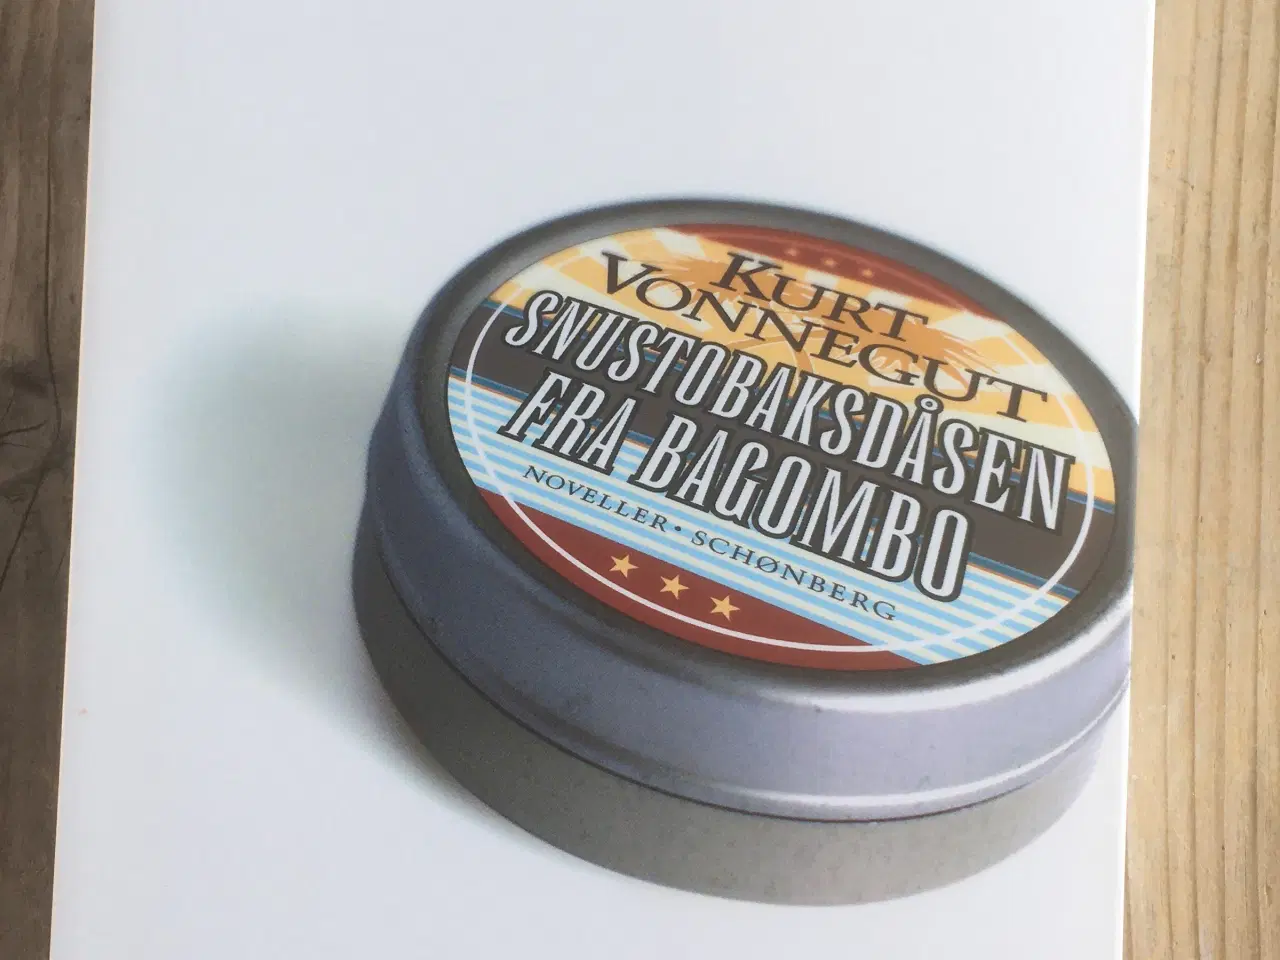 KURT
VONNEGUT
SNUSTOBAKSDÅSEN
FRA BAGOMBO
NOVELLER • SCHØNBERG